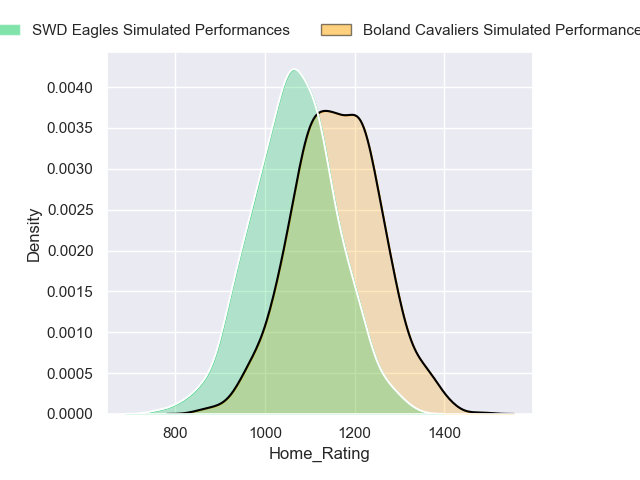 SWD Eagles Simulated Performances
Boland Cavaliers Simulated Performance
0.0040
0.0035
0.0030
0.0025
0.0020
0.0015
0.0010
0.0005
0.0000
Density
800 1000 1200 1400
Home_Rating